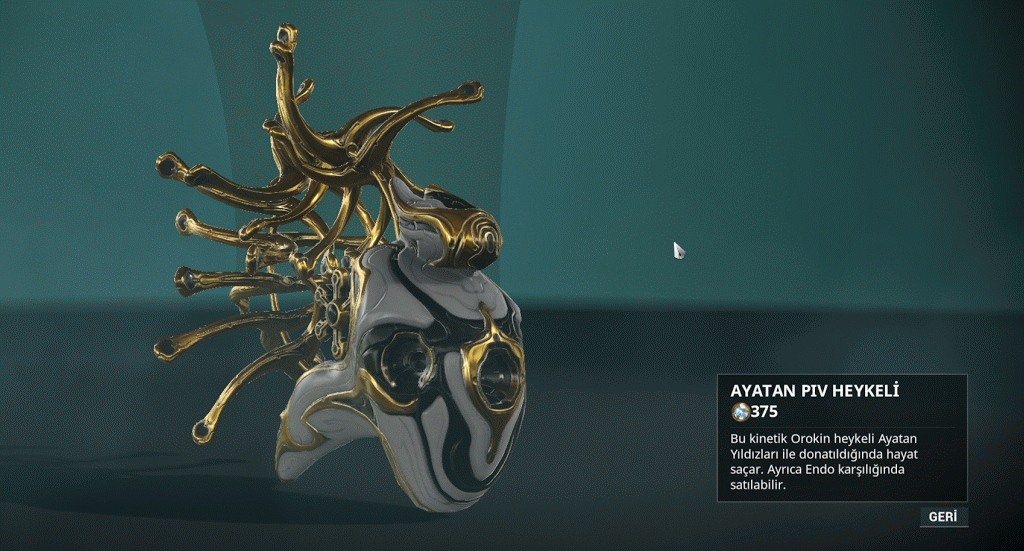 AYATAN PIV HEYKELİ
375
Bu kinetik Orokin heykeli Ayatan
Yıldızları ile donatıldığında hayat
saçar. Ayrıca Endo karşılığında
satılabilir.
GERİ